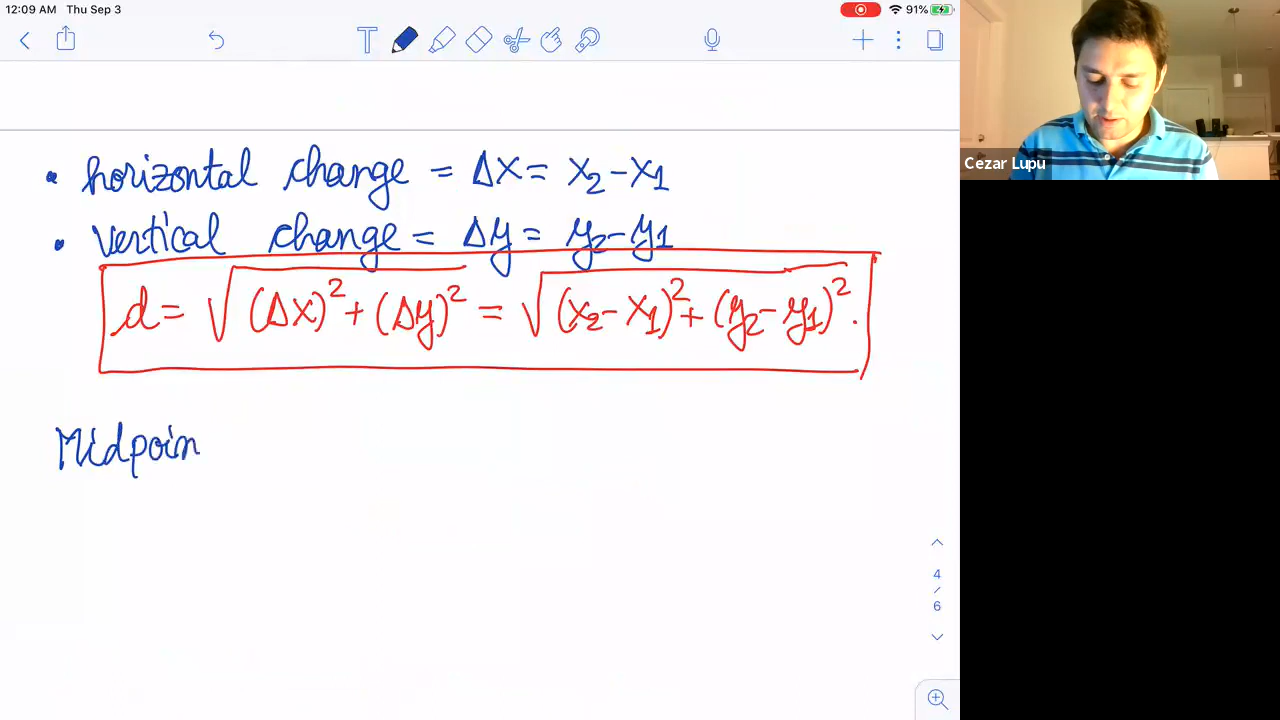 12:09 AM Thu Sep 3
91%
T
• horizontal change = Δx = x₂ - x₁
Cezar Lupu
• vertical change = Δy = y₂ - y₁
d = √(Δx)² + (Δy)² = √(x₂ - x₁)² + (y₂ - y₁)².
Midpoin
4
/
6